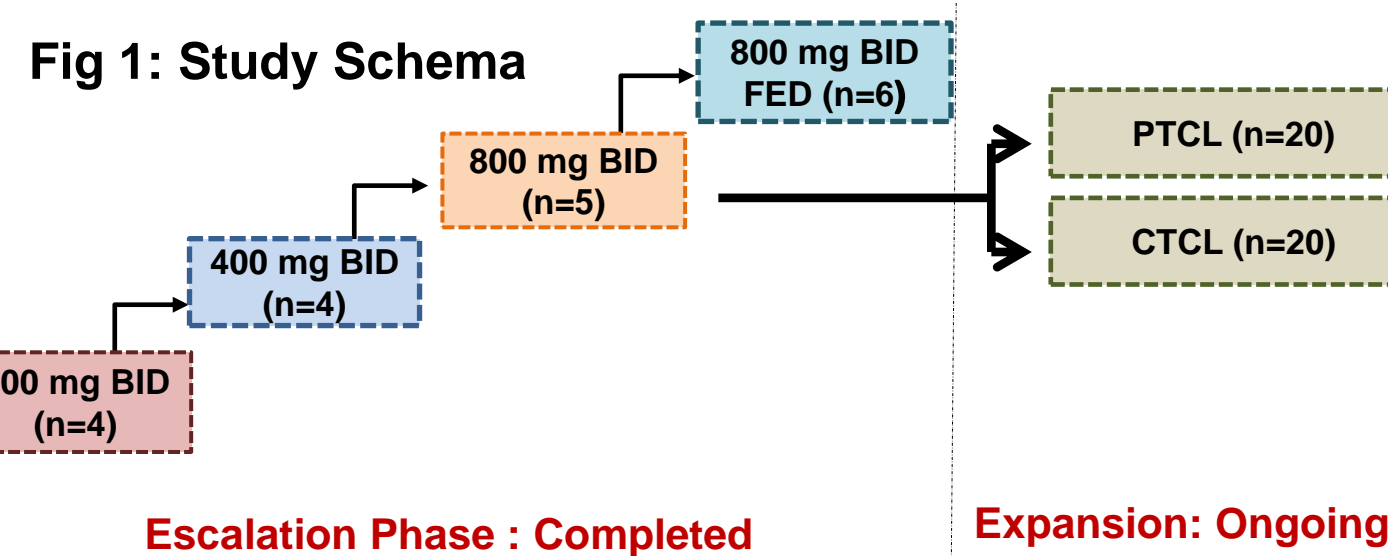 Fig 1: Study Schema
800 mg BID
FED (n=6)
PTCL (n=20)
800 mg BID
(n=5)
CTCL (n=20)
400 mg BID
(n=4)
00 mg BID
(n=4)
Escalation Phase : Completed
Expansion: Ongoing